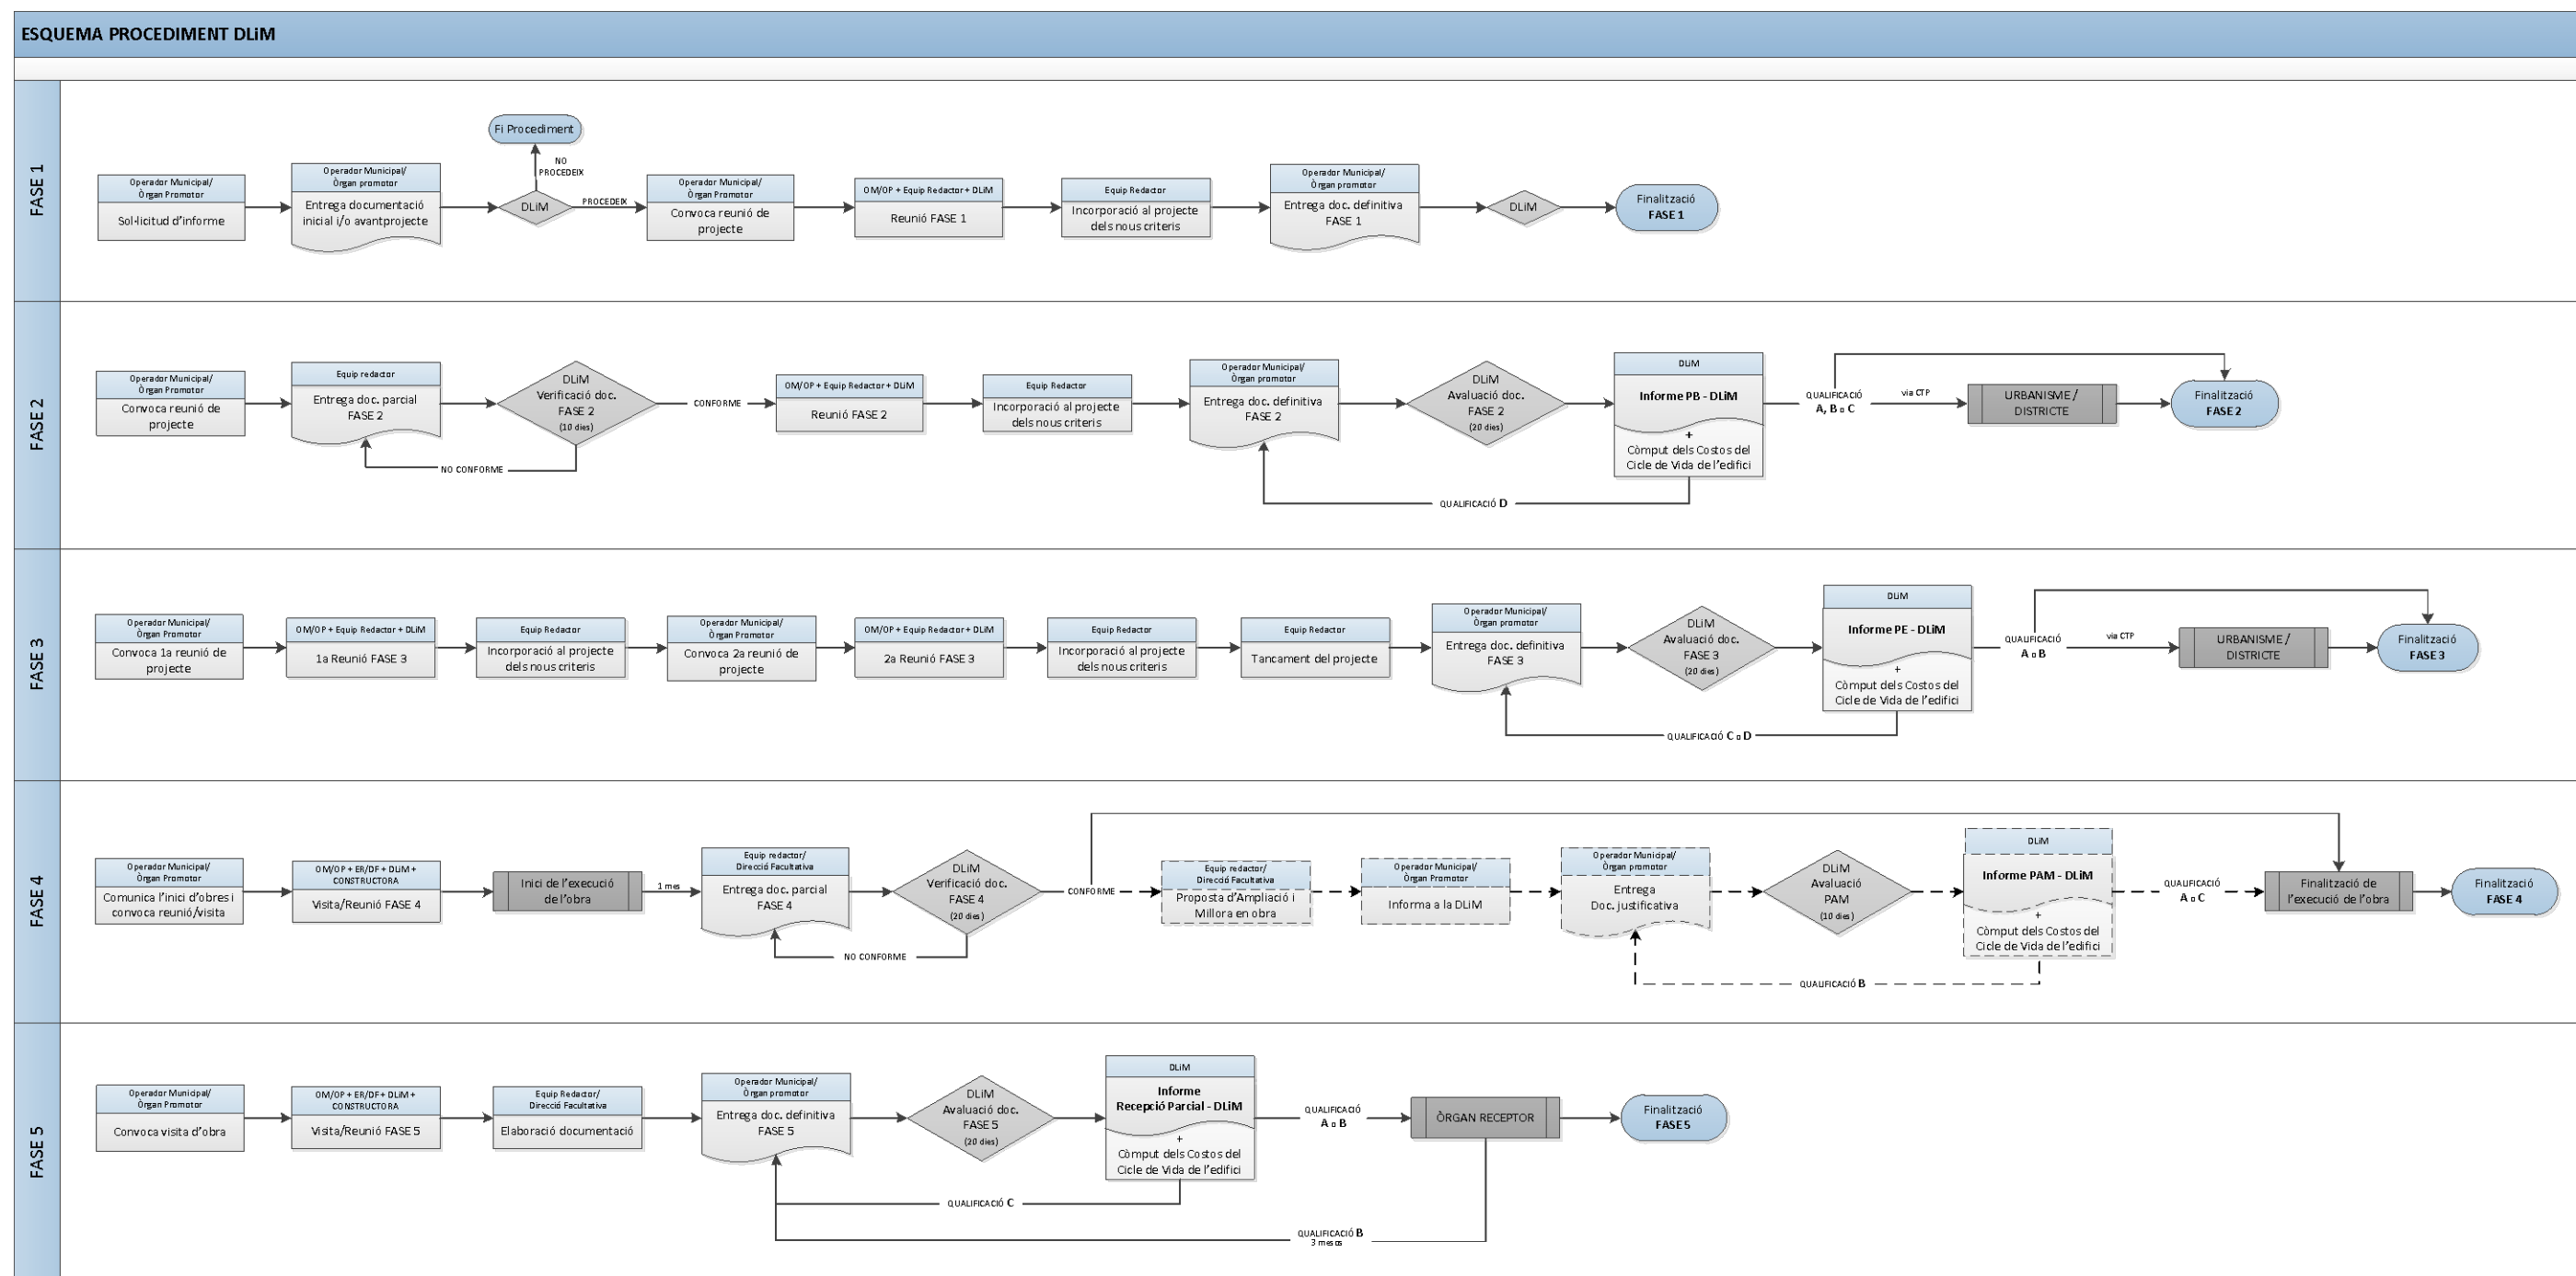 ESQUEMA PROCEDIMENT DLiM
FASE 1
Fi Procediment
NO
PROCEDEIX
Operador Municipal/
Òrgan Promotor
Sol·licitud d'informe
Operador Municipal/
Òrgan promotor
Entrega documentació
inicial i/o avantprojecte
DLiM
PROCEDEIX
Operador Municipal/
Òrgan Promotor
Convoca reunió de
projecte
OM/OP + Equip Redactor + DLiM
Reunió FASE 1
Equip Redactor
Incorporació al projecte
dels nous criteris
Operador Municipal/
Òrgan promotor
Entrega doc. definitiva
FASE 1
DLiM
Finalització
FASE 1
FASE 2
Operador Municipal/
Òrgan Promotor
Convoca reunió de
projecte
Equip redactor
Entrega doc. parcial
FASE 2
DLiM
Verificació doc.
FASE 2
(10 dies)
NO CONFORME
CONFORME
OM/OP + Equip Redactor + DLiM
Reunió FASE 2
Equip Redactor
Incorporació al projecte
dels nous criteris
Operador Municipal/
Òrgan promotor
Entrega doc. definitiva
FASE 2
DLiM
Avaluació doc.
FASE 2
(20 dies)
DLiM
Informe PB - DLiM
+
Còmput dels Costos del
Cicle de Vida de l'edifici
QUALIFICACIÓ D
QUALIFICACIÓ
A, B o C
via CTP
URBANISME /
DISTRICTE
Finalització
FASE 2
FASE 3
Operador Municipal/
Òrgan Promotor
Convoca 1a reunió de
projecte
OM/OP + Equip Redactor + DLiM
1a Reunió FASE 3
Equip Redactor
Incorporació al projecte
dels nous criteris
Operador Municipal/
Òrgan Promotor
Convoca 2a reunió de
projecte
OM/OP + Equip Redactor + DLiM
2a Reunió FASE 3
Equip Redactor
Incorporació al projecte
dels nous criteris
Equip Redactor
Tancament del projecte
Operador Municipal/
Òrgan promotor
Entrega doc. definitiva
FASE 3
DLiM
Avaluació doc.
FASE 3
(20 dies)
DLiM
Informe PE - DLiM
+
Còmput dels Costos del
Cicle de Vida de l'edifici
QUALIFICACIÓ C o D
QUALIFICACIÓ
A o B
via CTP
URBANISME /
DISTRICTE
Finalització
FASE 3
FASE 4
Operador Municipal/
Òrgan Promotor
Comunica l'inici d'obres i
convoca reunió/visita
OM/OP + ER/DF + DLiM +
CONSTRUCTORA
Visita/Reunió FASE 4
Inici de l'execució
de l'obra
1 mes
Equip redactor/
Direcció Facultativa
Entrega doc. parcial
FASE 4
DLiM
Verificació doc.
FASE 4
(20 dies)
NO CONFORME
CONFORME
Equip redactor/
Direcció Facultativa
Proposta d'Ampliació i
Millora en obra
Operador Municipal/
Òrgan Promotor
Informa a la DLiM
Operador Municipal/
Òrgan promotor
Entrega
Doc. justificativa
DLiM
Avaluació
PAM
(10 dies)
DLiM
Informe PAM - DLiM
+
Còmput dels Costos del
Cicle de Vida de l'edifici
QUALIFICACIÓ B
QUALIFICACIÓ
A o C
Finalització de
l'execució de l'obra
Finalització
FASE 4
FASE 5
Operador Municipal/
Òrgan Promotor
Convoca visita d'obra
OM/OP + ER/DF + DLiM +
CONSTRUCTORA
Visita/Reunió FASE 5
Equip Redactor/
Direcció Facultativa
Elaboració documentació
Operador Municipal/
Òrgan promotor
Entrega doc. definitiva
FASE 5
DLiM
Avaluació doc.
FASE 5
(20 dies)
DLiM
Informe
Recepció Parcial - DLiM
+
Còmput dels Costos del
Cicle de Vida de l'edifici
QUALIFICACIÓ C
QUALIFICACIÓ
A o B
ÒRGAN RECEPTOR
QUALIFICACIÓ B
3 mesos
Finalització
FASE 5